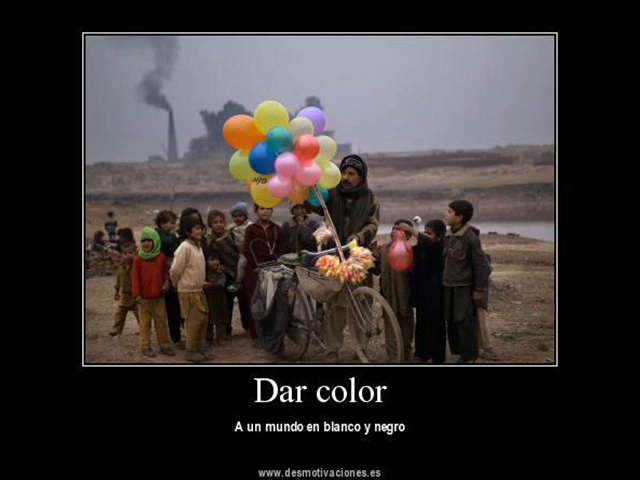 Dar color
A un mundo en blanco y negro
www.desmotivaciones.es